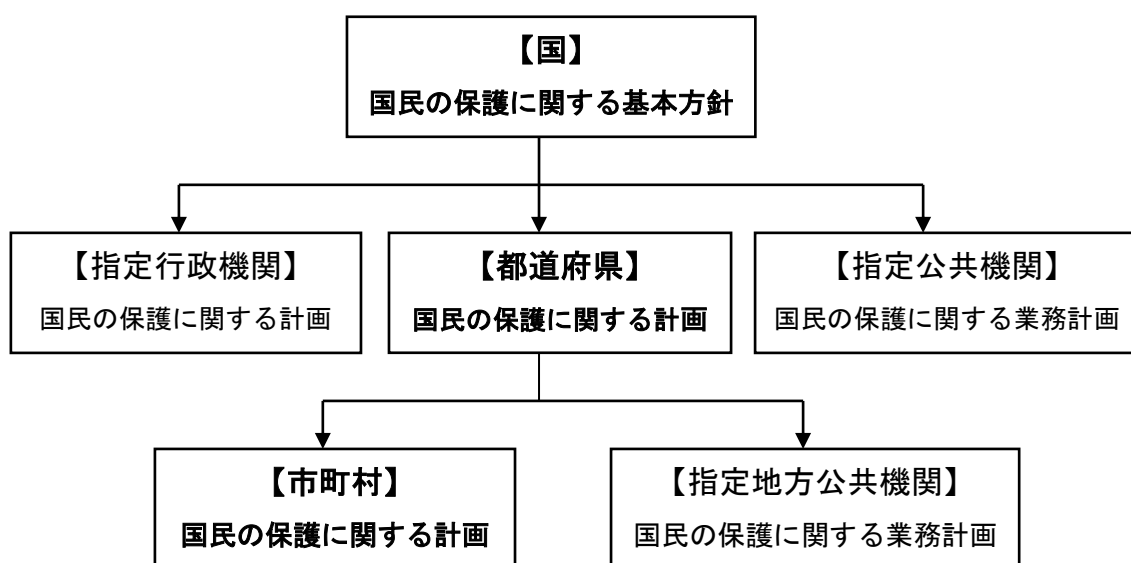 【国】
国民の保護に関する基本方針
【指定行政機関】
国民の保護に関する計画
【都道府県】
国民の保護に関する計画
【指定公共機関】
国民の保護に関する業務計画
【市町村】
国民の保護に関する計画
【指定地方公共機関】
国民の保護に関する業務計画